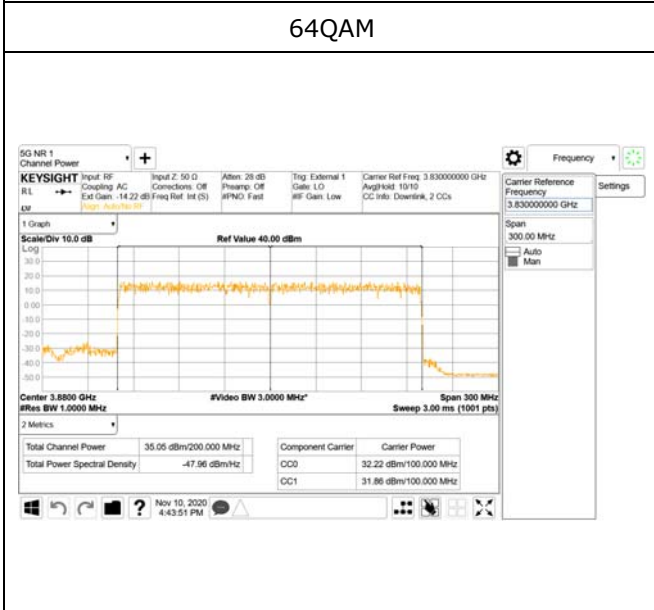 64QAM
5G NR 1
Channel Power
+
Frequency
KEYSIGHT Input: RF Input Z: 50 Ω Atten: 28 dB Trig: External 1 Carrier Ref Freq: 3.830000000 GHz
RL Coupling: AC Corrections: Off Preamp: Off Gate: LO Avg|Hold: 10/10
Ext Gain: -14.22 dB Freq Ref: Int (S) #PNO: Fast #IF Gain: Low CC Info: Downlink, 2 CCs
Align: Auto/No RF
Carrier Reference Frequency
3.830000000 GHz
Settings
Span
300.00 MHz
Auto
Man
1 Graph
Scale/Div 10.0 dB Ref Value 40.00 dBm
Log
30.0
20.0
10.0
0.00
-10.0
-20.0
-30.0
-40.0
-50.0
Center 3.8800 GHz #Video BW 3.0000 MHz* Span 300 MHz
#Res BW 1.0000 MHz Sweep 3.00 ms (1001 pts)
2 Metrics
Total Channel Power 35.05 dBm/200.000 MHz Component Carrier Carrier Power
Total Power Spectral Density -47.96 dBm/Hz CC0 32.22 dBm/100.000 MHz
CC1 31.86 dBm/100.000 MHz
? Nov 10, 2020
4:43:51 PM